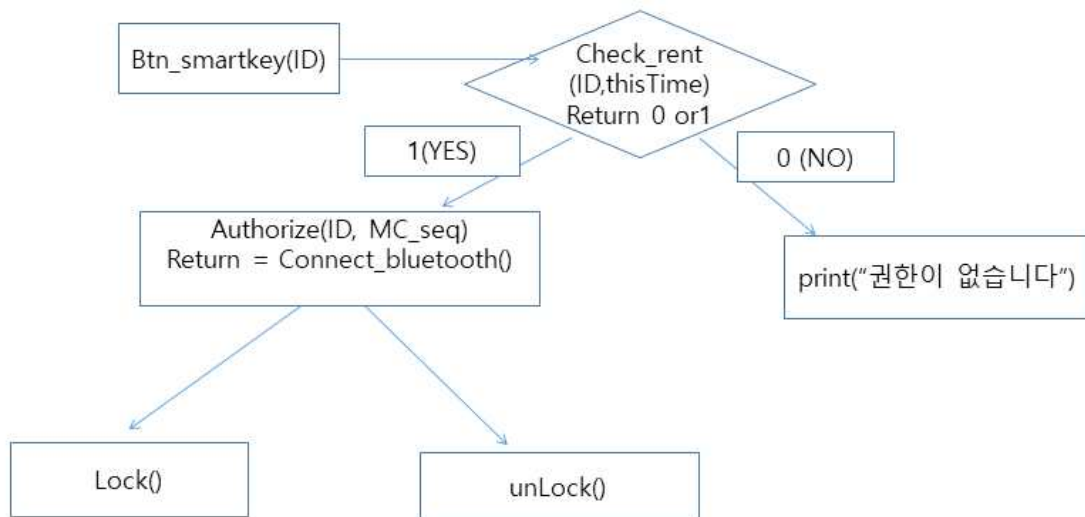 Btn_smartkey(ID)
Check_rent
(ID,thisTime)
Return 0 or1
1(YES)
0 (NO)
Authorize(ID, MC_seq)
Return = Connect_bluetooth()
print(“권한이 없습니다”)
Lock()
unLock()